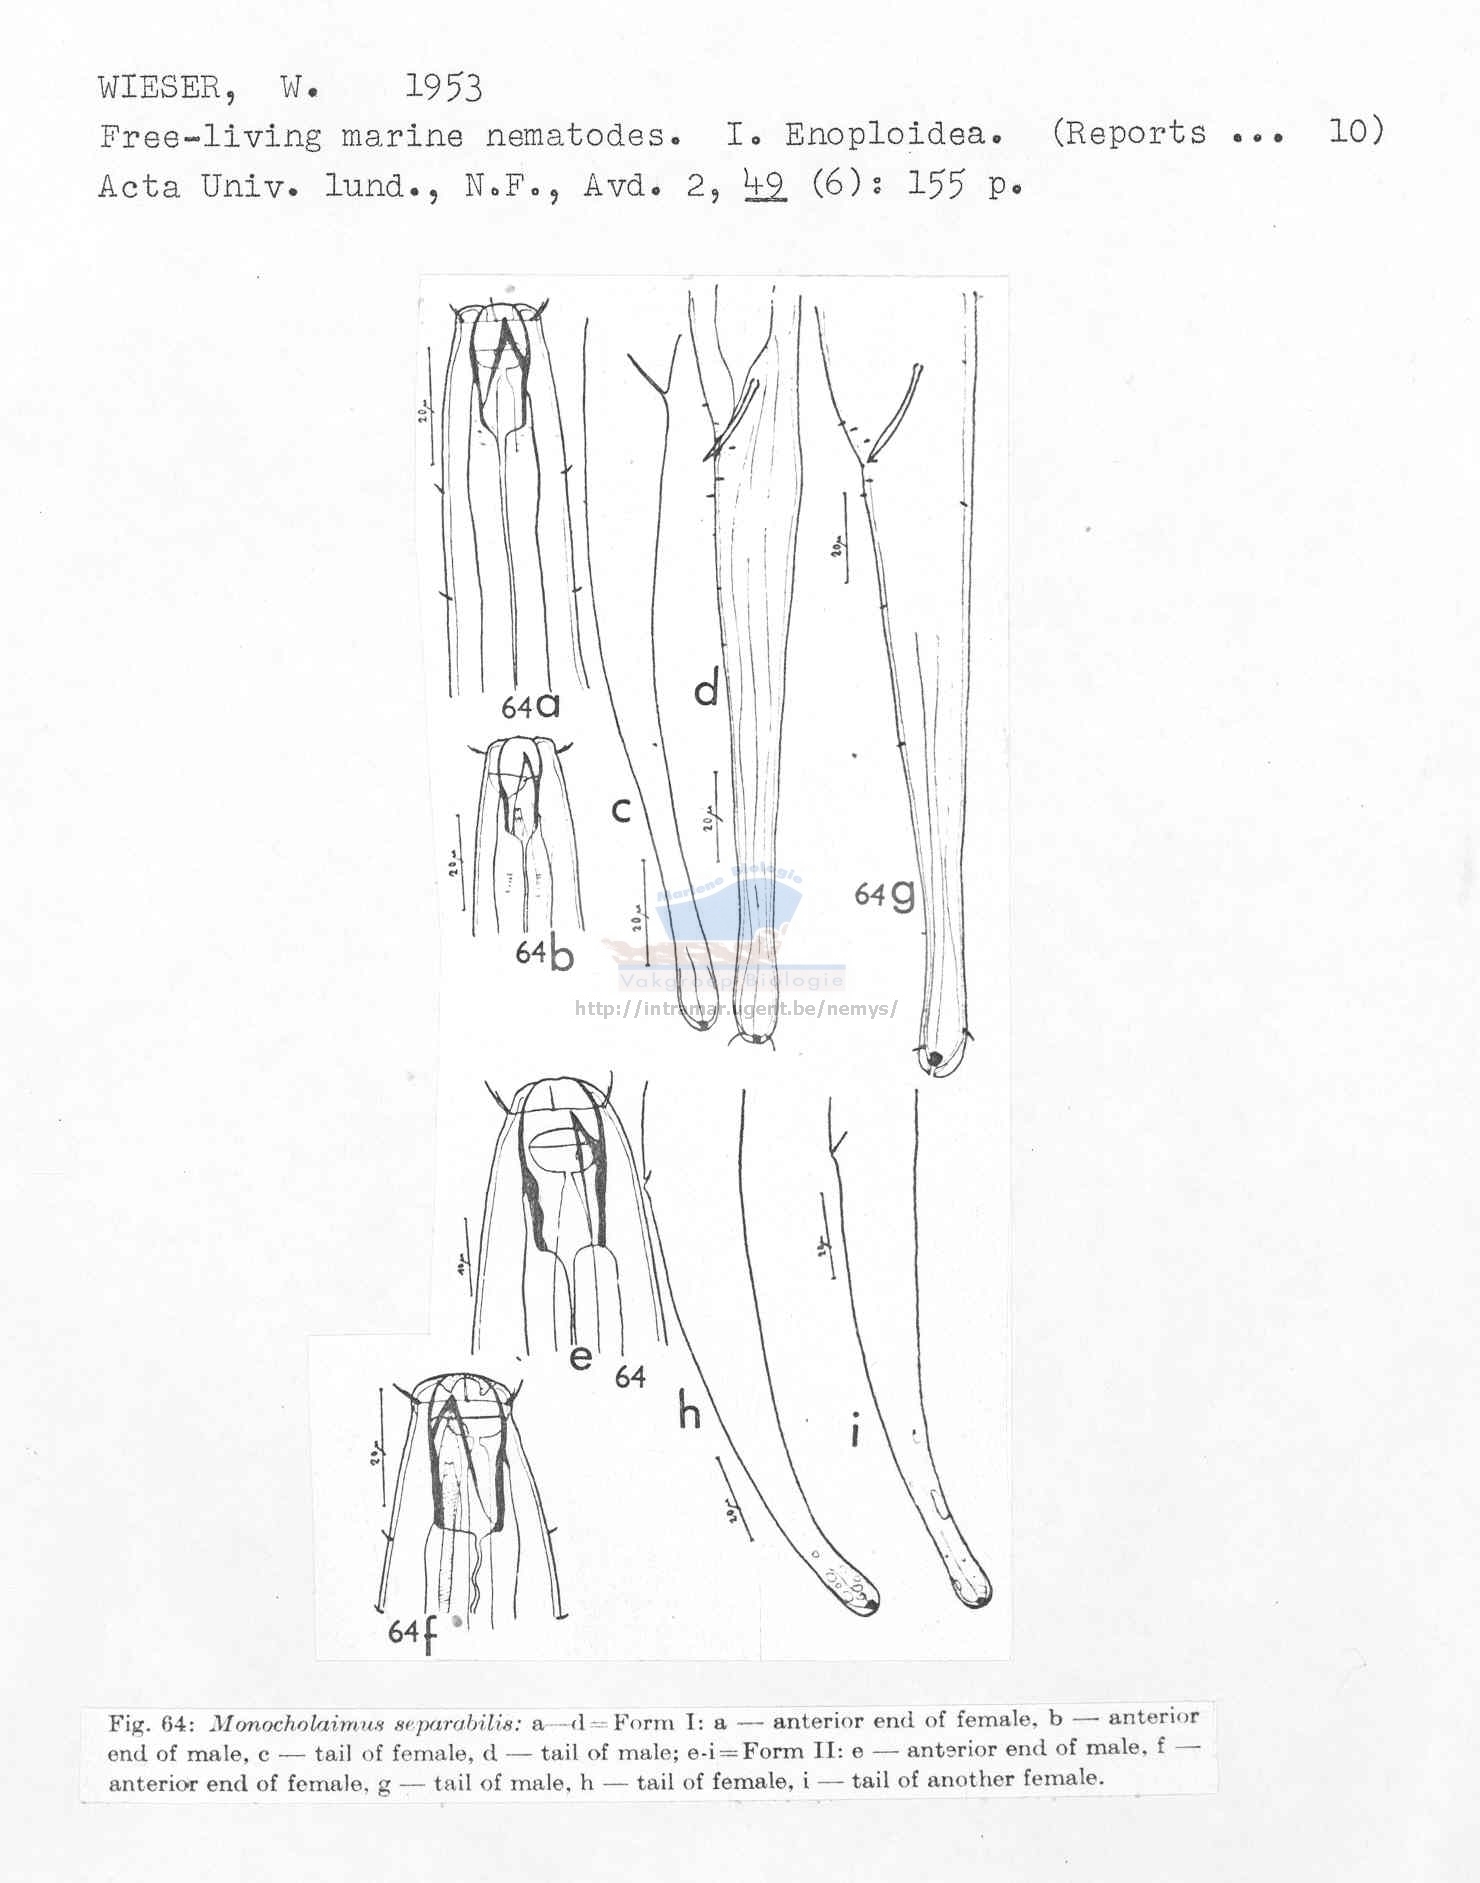 WIESER, W. 1953
Free-living marine nematodes. I. Enoploidea. (Reports ... 10)
Acta Univ. lund., N.F., Avd. 2, 49 (6): 155 p.
20µ
20µ
64a
d
c
20µ
20µ
64b
20µ
64g
Mariene Biologie
Vakgroep Biologie
http://intramar.ugent.be/nemys/
10µ
20µ
e
64
h
i
20µ
20µ
64f
Fig. 64: Monocholaimus separabilis: a—d=Form I: a — anterior end of female, b — anterior
end of male, c — tail of female, d — tail of male; e-i=Form II: e — anterior end of male, f —
anterior end of female, g — tail of male, h — tail of female, i — tail of another female.